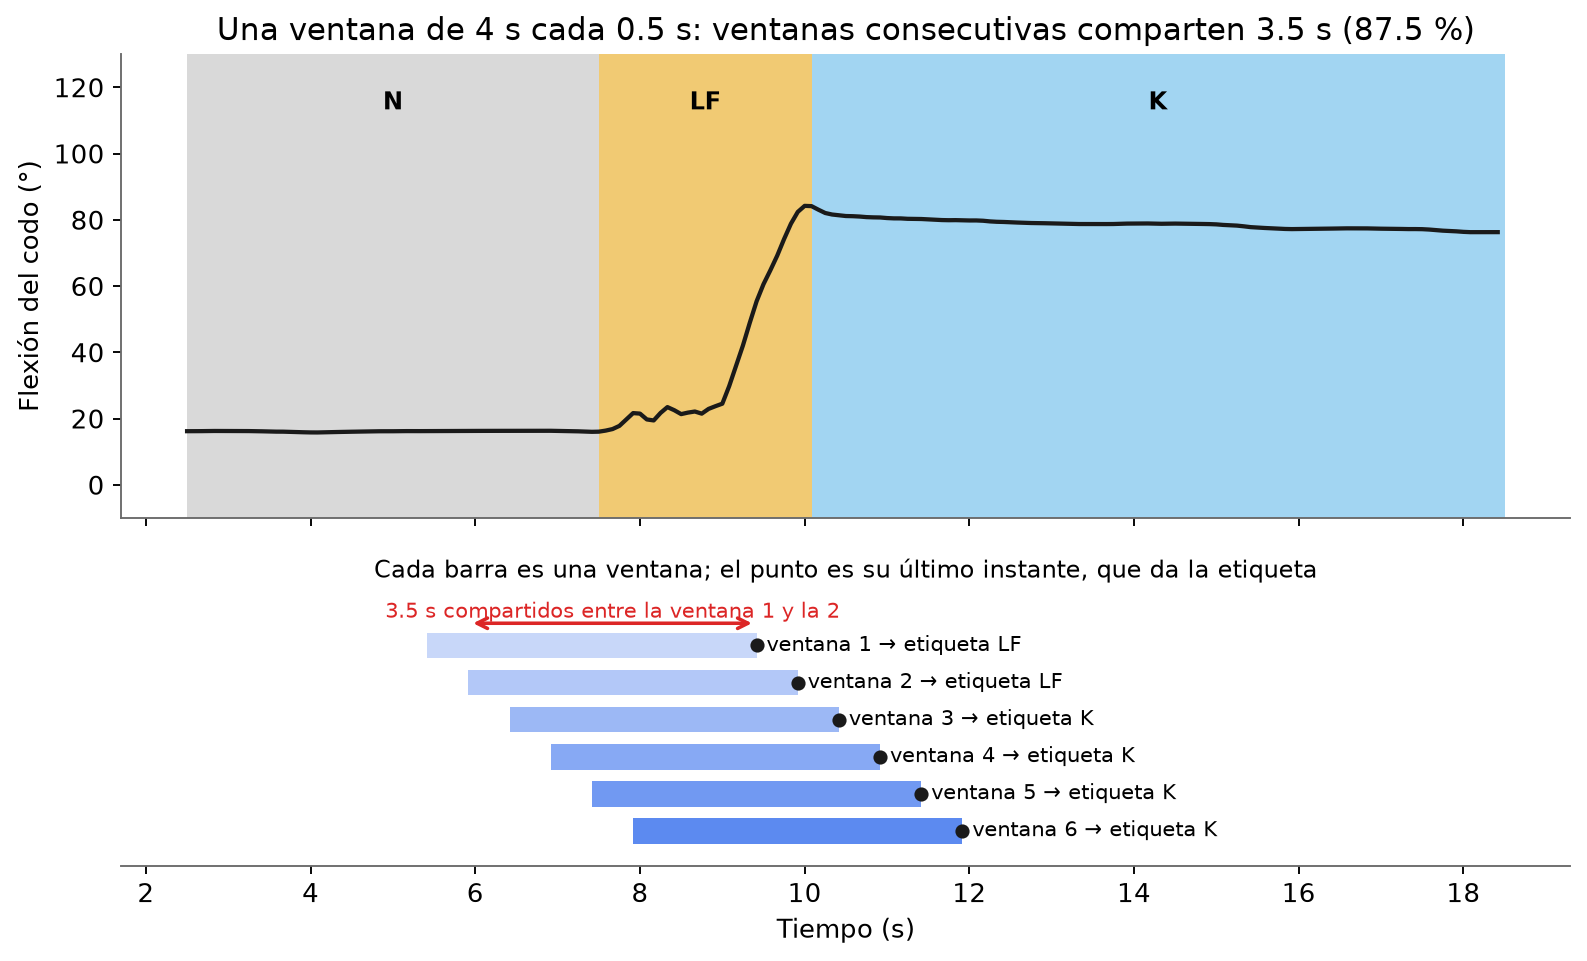 Una ventana de 4 s cada 0.5 s: ventanas consecutivas comparten 3.5 s (87.5 %)
N
LF
K
120
100
80
60
40
20
0
Flexión del codo (°)
Cada barra es una ventana; el punto es su último instante, que da la etiqueta
3.5 s compartidos entre la ventana 1 y la 2
ventana 1 → etiqueta LF
ventana 2 → etiqueta LF
ventana 3 → etiqueta K
ventana 4 → etiqueta K
ventana 5 → etiqueta K
ventana 6 → etiqueta K
2 4 6 8 10 12 14 16 18
Tiempo (s)